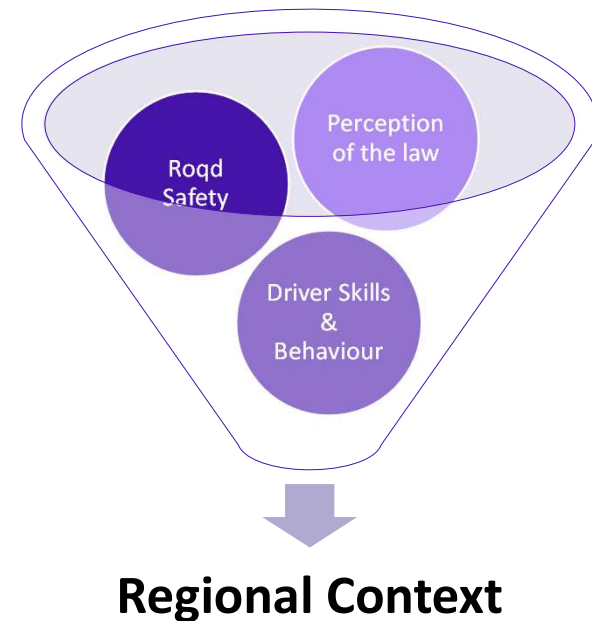 Perception
of the law
Roqd
Safety
Driver Skills
&
Behaviour
Regional Context